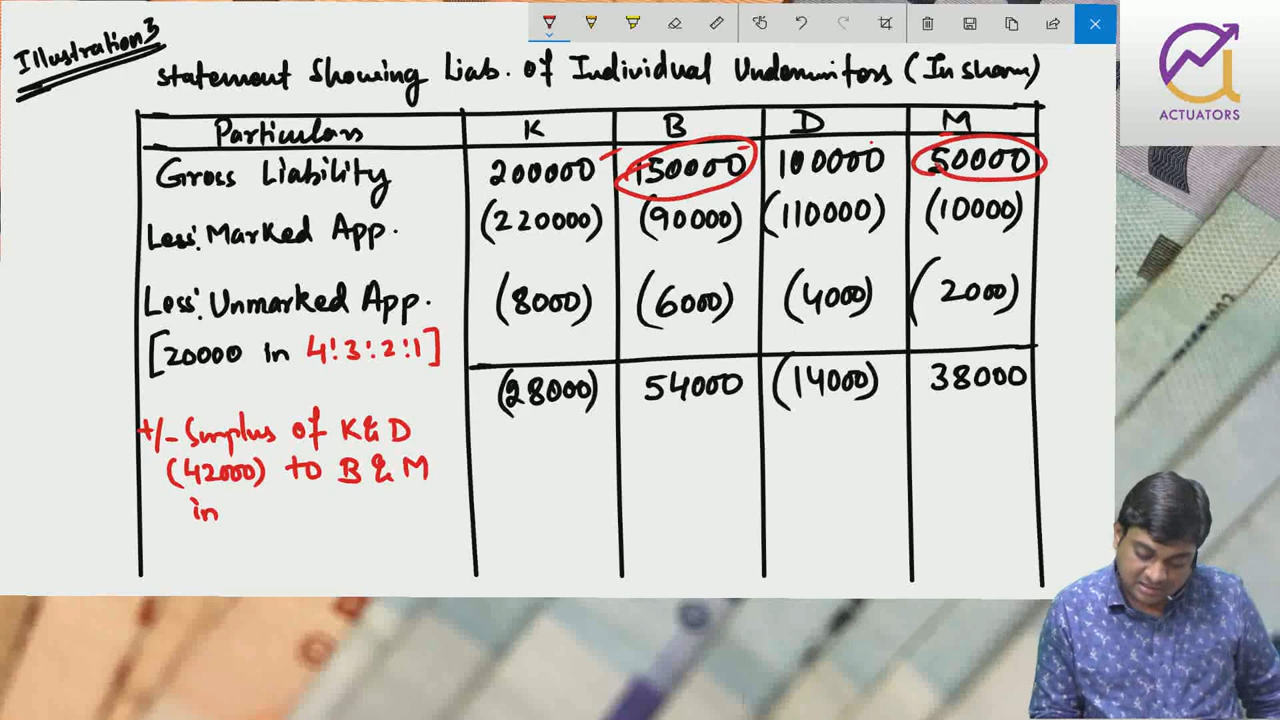 Illustration 3
Statement Showing Liab. of Individual Underwritors (In shares)
Particulars K B D M
Gross Liability 200000 150000 100000 50000
Less: Marked App. (220000) (90000) (110000) (10000)
Less: Unmarked App. (8000) (6000) (4000) (2000)
[20000 in 4:3:2:1]
(28000) 54000 (14000) 38000
+/- Surplus of K & D
(42000) to B & M
in
ACTUATORS